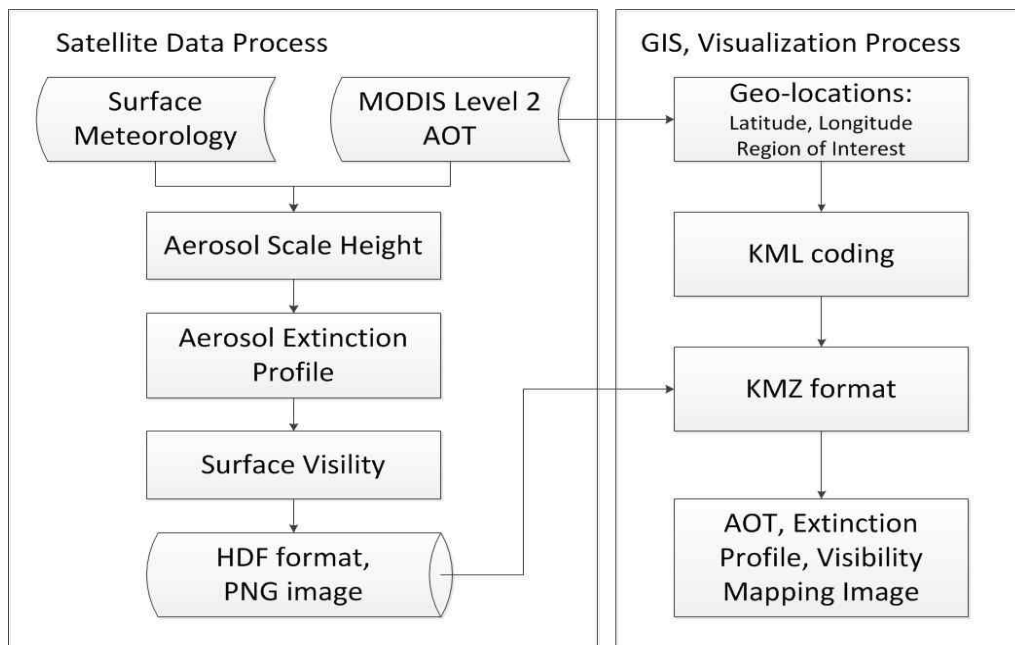 Satellite Data Process
Surface
Meteorology
MODIS Level 2
AOT
Aerosol Scale Height
Aerosol Extinction
Profile
Surface Visility
HDF format,
PNG image
GIS, Visualization Process
Geo-locations:
Latitude, Longitude
Region of Interest
KML coding
KMZ format
AOT, Extinction
Profile, Visibility
Mapping Image